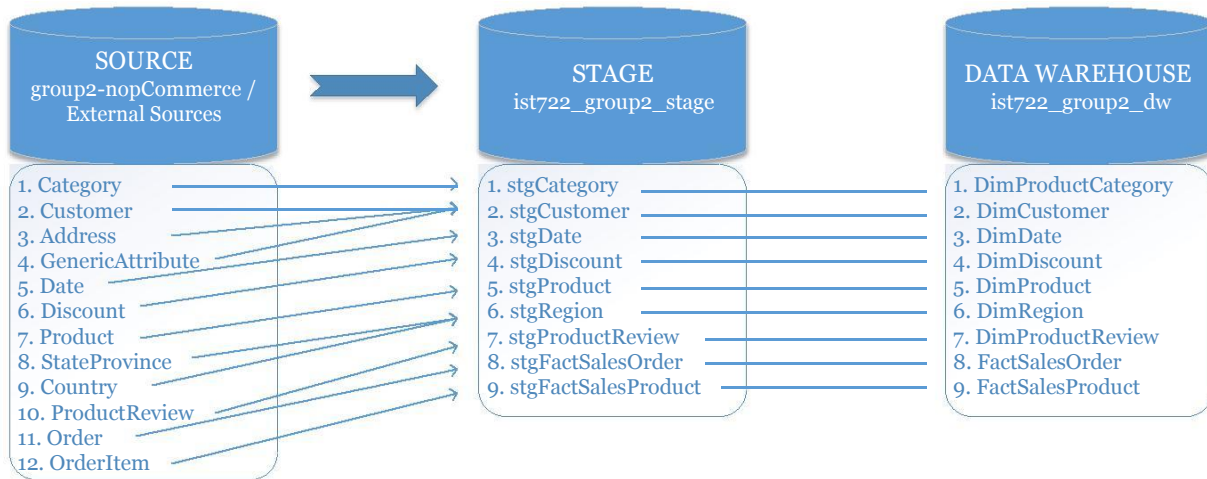 SOURCE
group2-nopCommerce /
External Sources
1. Category
2. Customer
3. Address
4. GenericAttribute
5. Date
6. Discount
7. Product
8. StateProvince
9. Country
10. ProductReview
11. Order
12. OrderItem
STAGE
ist722_group2_stage
1. stgCategory
2. stgCustomer
3. stgDate
4. stgDiscount
5. stgProduct
6. stgRegion
7. stgProductReview
8. stgFactSalesOrder
9. stgFactSalesProduct
DATA WAREHOUSE
ist722_group2_dw
1. DimProductCategory
2. DimCustomer
3. DimDate
4. DimDiscount
5. DimProduct
6. DimRegion
7. DimProductReview
8. FactSalesOrder
9. FactSalesProduct